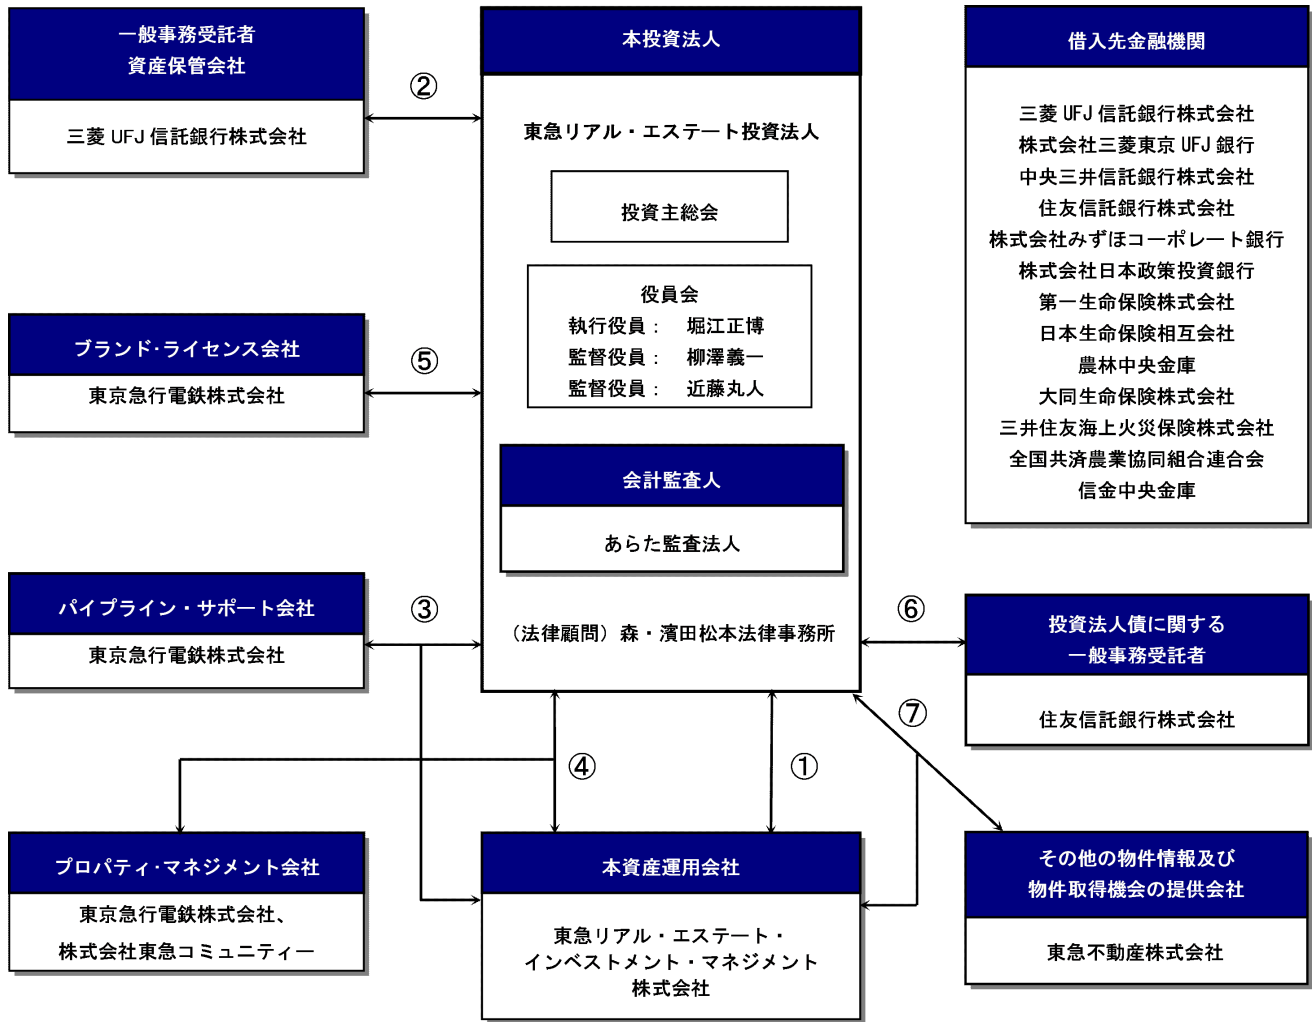 一般事務受託者
資産保管会社
三菱 UFJ 信託銀行株式会社
②
本投資法人
東急リアル・エステート投資法人
投資主総会
役員会
執行役員： 堀江正博
監督役員： 柳澤義一
監督役員： 近藤丸人
会計監査人
あらた監査法人
（法律顧問）森・濱田松本法律事務所
借入先金融機関
三菱 UFJ 信託銀行株式会社
株式会社三菱東京 UFJ 銀行
中央三井信託銀行株式会社
住友信託銀行株式会社
株式会社みずほコーポレート銀行
株式会社日本政策投資銀行
第一生命保険株式会社
日本生命保険相互会社
農林中央金庫
大同生命保険株式会社
三井住友海上火災保険株式会社
全国共済農業協同組合連合会
信金中央金庫
ブランド・ライセンス会社
東京急行電鉄株式会社
⑤
パイプライン・サポート会社
東京急行電鉄株式会社
③
⑥
投資法人債に関する
一般事務受託者
住友信託銀行株式会社
⑦
④
①
プロパティ・マネジメント会社
東京急行電鉄株式会社、
株式会社東急コミュニティー
本資産運用会社
東急リアル・エステート・
インベストメント・マネジメント
株式会社
その他の物件情報及び
物件取得機会の提供会社
東急不動産株式会社